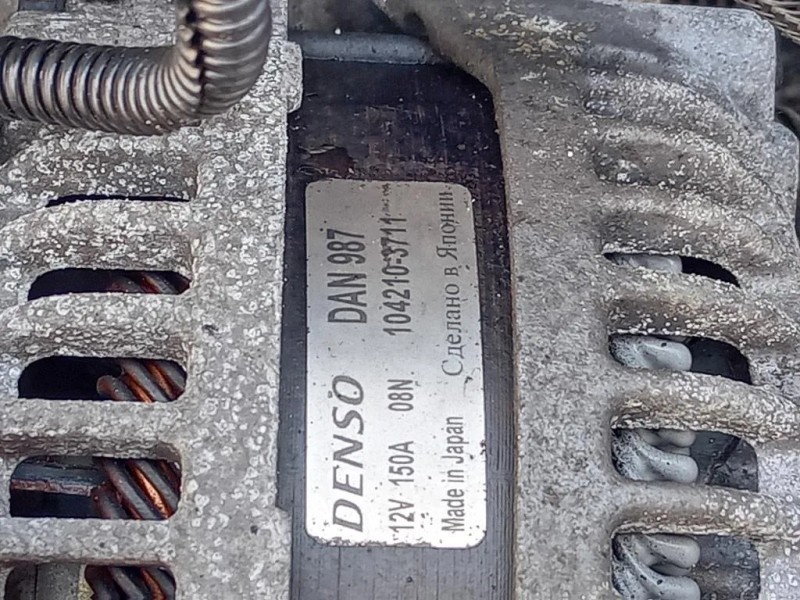 DENSO DAN 987
12V 150A 08N 104210-3711
Made in Japan Сделано в Японии